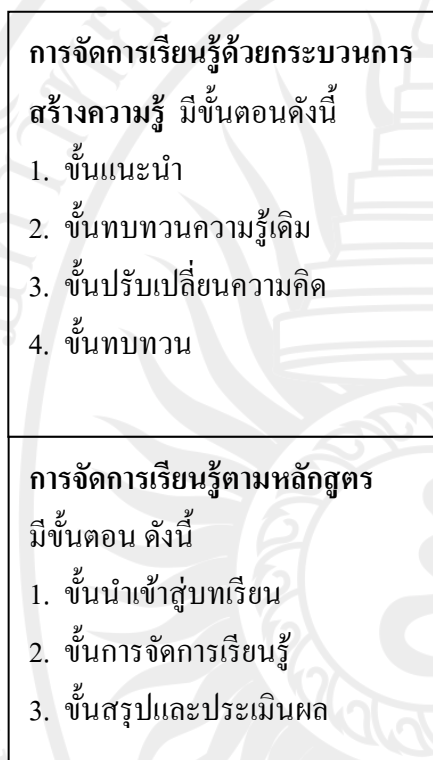 การจัดการเรียนรู้ด้วยกระบวนการ
สร้างความรู้ มีขั้นตอนดังนี้
1. ขั้นแนะนำ
2. ขั้นทบทวนความรู้เดิม
3. ขั้นปรับเปลี่ยนความคิด
4. ขั้นทบทวน
การจัดการเรียนรู้ตามหลักสูตร
มีขั้นตอน ดังนี้
1. ขั้นนำเข้าสู่บทเรียน
2. ขั้นการจัดการเรียนรู้
3. ขั้นสรุปและประเมินผล